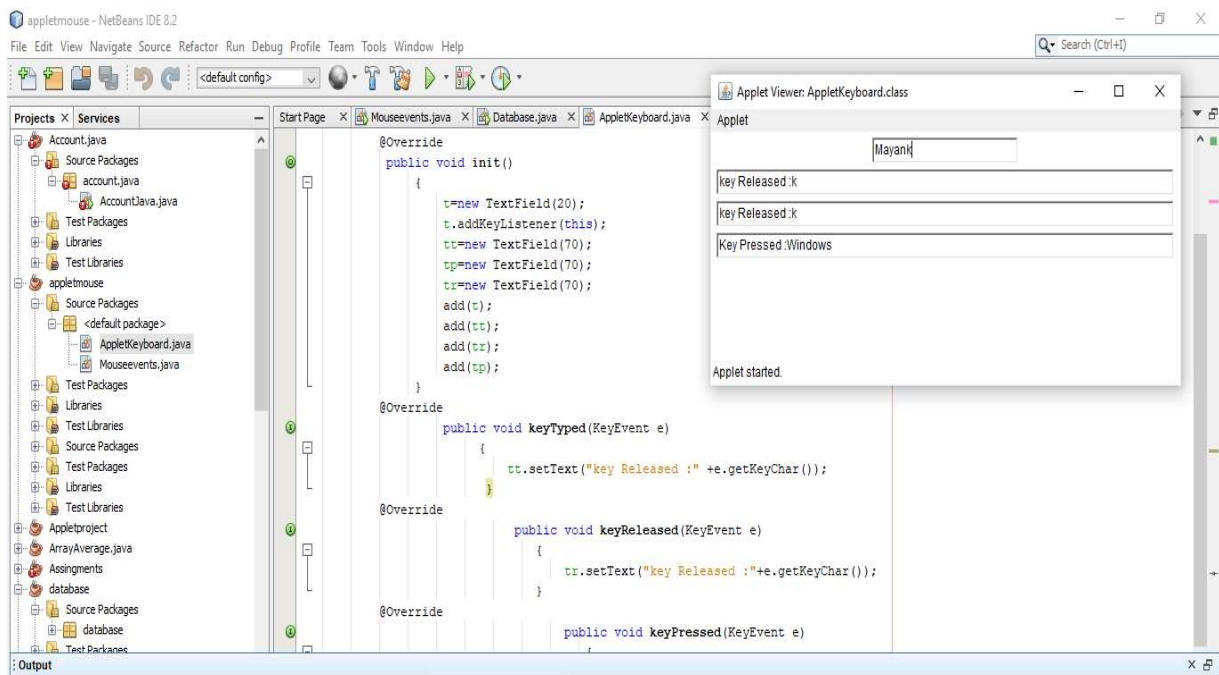 appletmouse - NetBeans IDE 8.2
File Edit View Navigate Source Refactor Run Debug Profile Team Tools Window Help
Search (Ctrl+I)
<default config>
Projects Services
Account.java
Source Packages
account.java
AccountJava.java
Test Packages
Libraries
Test Libraries
appletmouse
Source Packages
<default package>
AppletKeyboard.java
Mouseevents.java
Test Packages
Libraries
Test Libraries
Source Packages
Test Packages
Libraries
Test Libraries
Appletproject
ArrayAverage.java
Assingments
database
Source Packages
database
Test Packages
Start Page Mouseevents.java Database.java AppletKeyboard.java
@Override
public void init()
{
t=new TextField(20);
t.addKeyListener(this);
tt=new TextField(70);
tp=new TextField(70);
tr=new TextField(70);
add(t);
add(tt);
add(tr);
add(tp);
}
@Override
public void keyTyped(KeyEvent e)
{
tt.setText("key Released :" +e.getKeyChar());
}
@Override
public void keyReleased(KeyEvent e)
{
tr.setText("key Released :"+e.getKeyChar());
}
@Override
public void keyPressed(KeyEvent e)
{
Applet Viewer: AppletKeyboard.class
Applet
Mayank
key Released :k
key Released :k
Key Pressed :Windows
Applet started.
Output